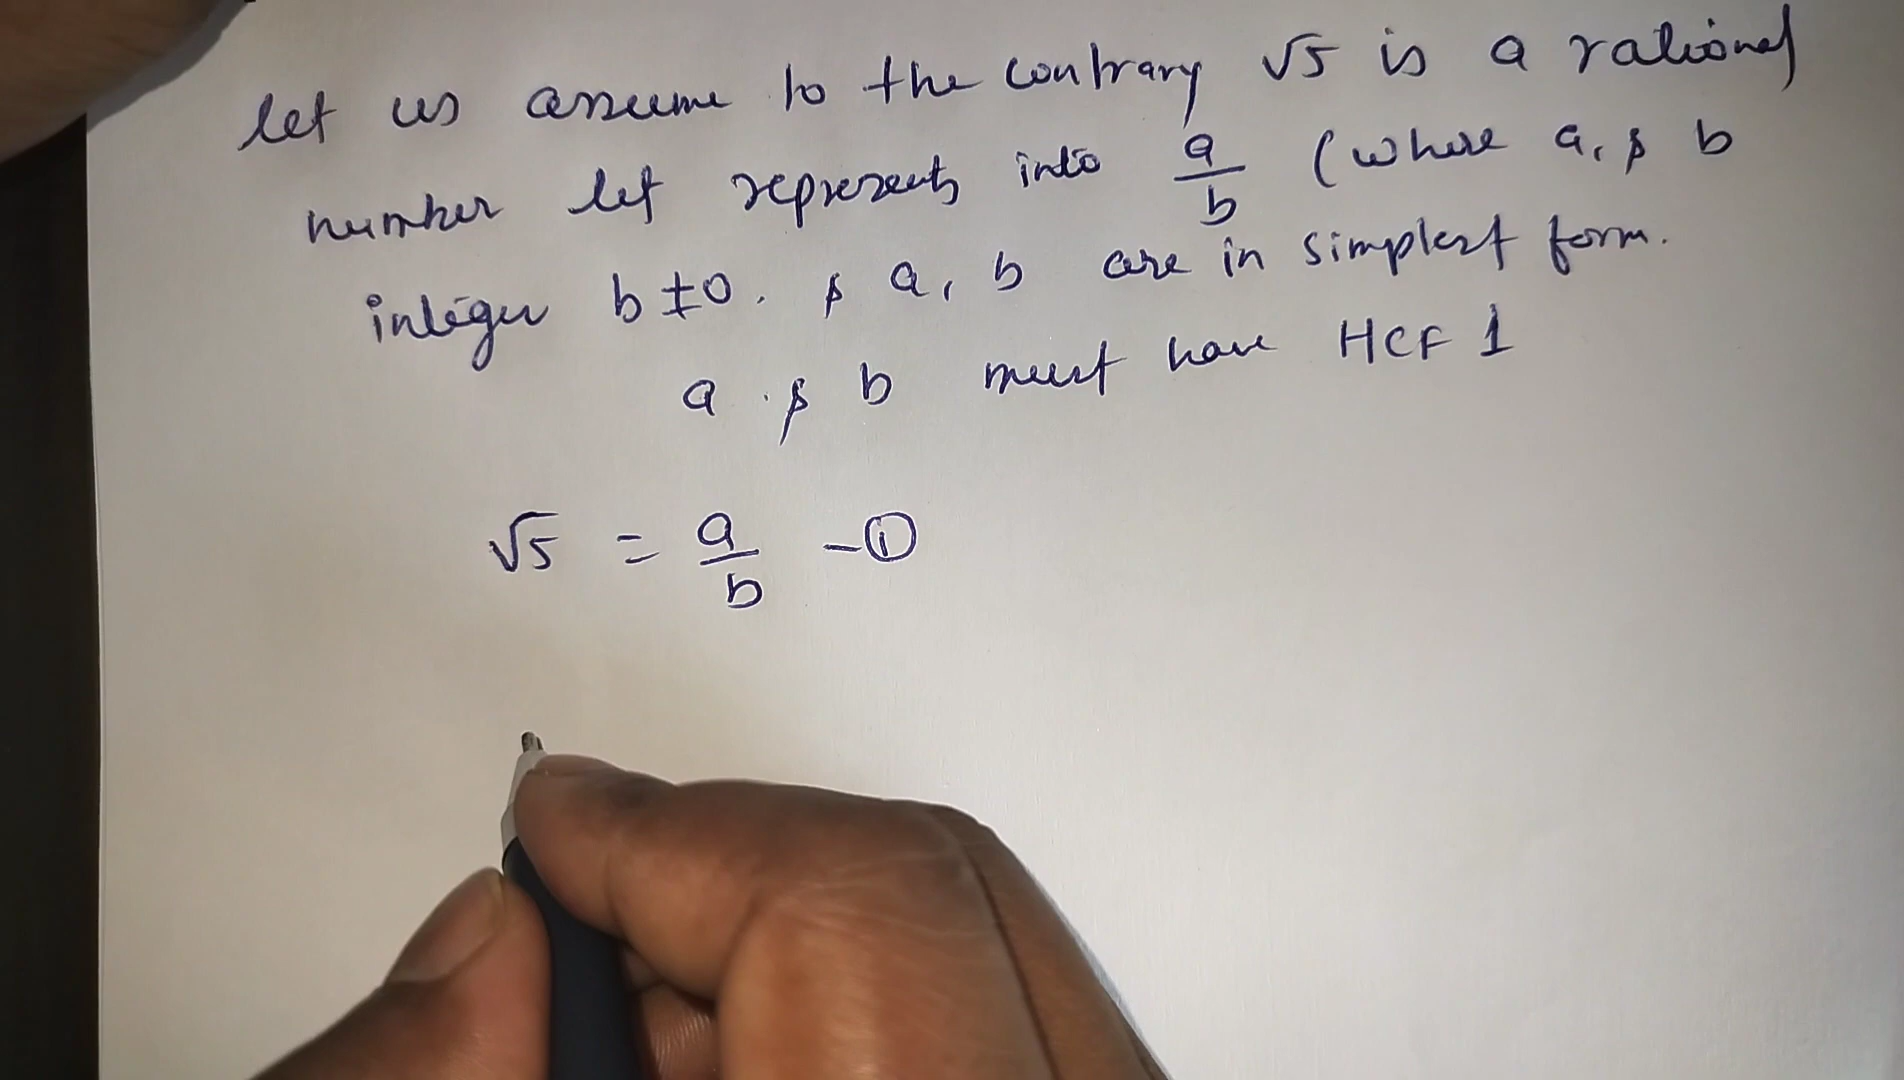 let us assume to the contrary √5 is a rational
number let represents into a/b (where a, & b
integer b ≠ 0. & a, b are in simplest form.
a & b must have HCF 1
√5 = a/b - ①